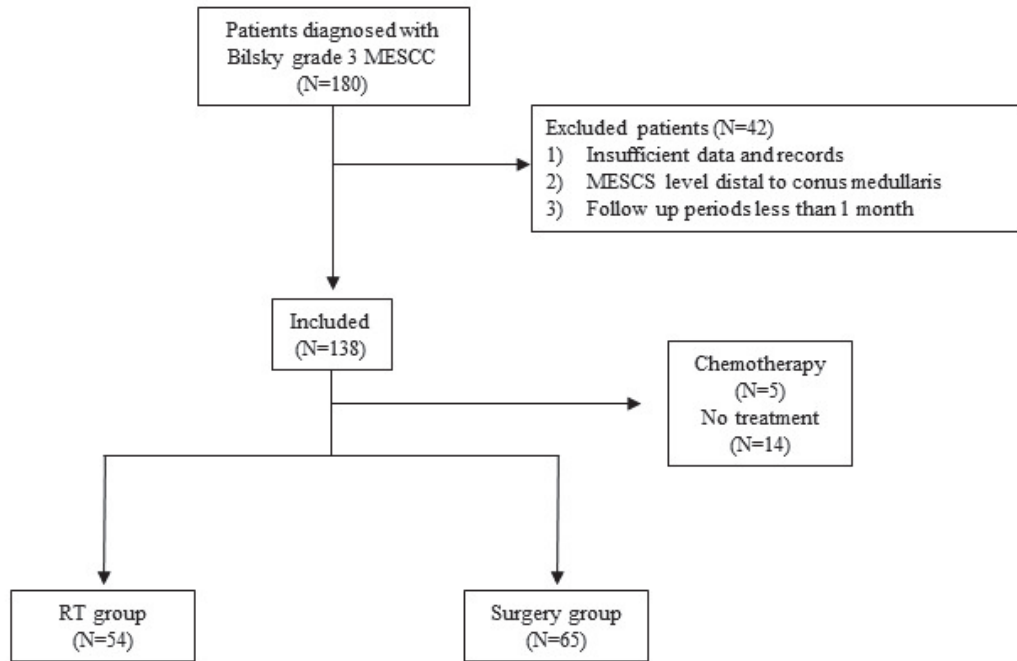 Patients diagnosed with
Bilsky grade 3 MESCC
(N=180)
Excluded patients (N=42)
1) Insufficient data and records
2) MESCS level distal to conus medullaris
3) Follow up periods less than 1 month
Included
(N=138)
Chemotherapy
(N=5)
No treatment
(N=14)
RT group
(N=54)
Surgery group
(N=65)